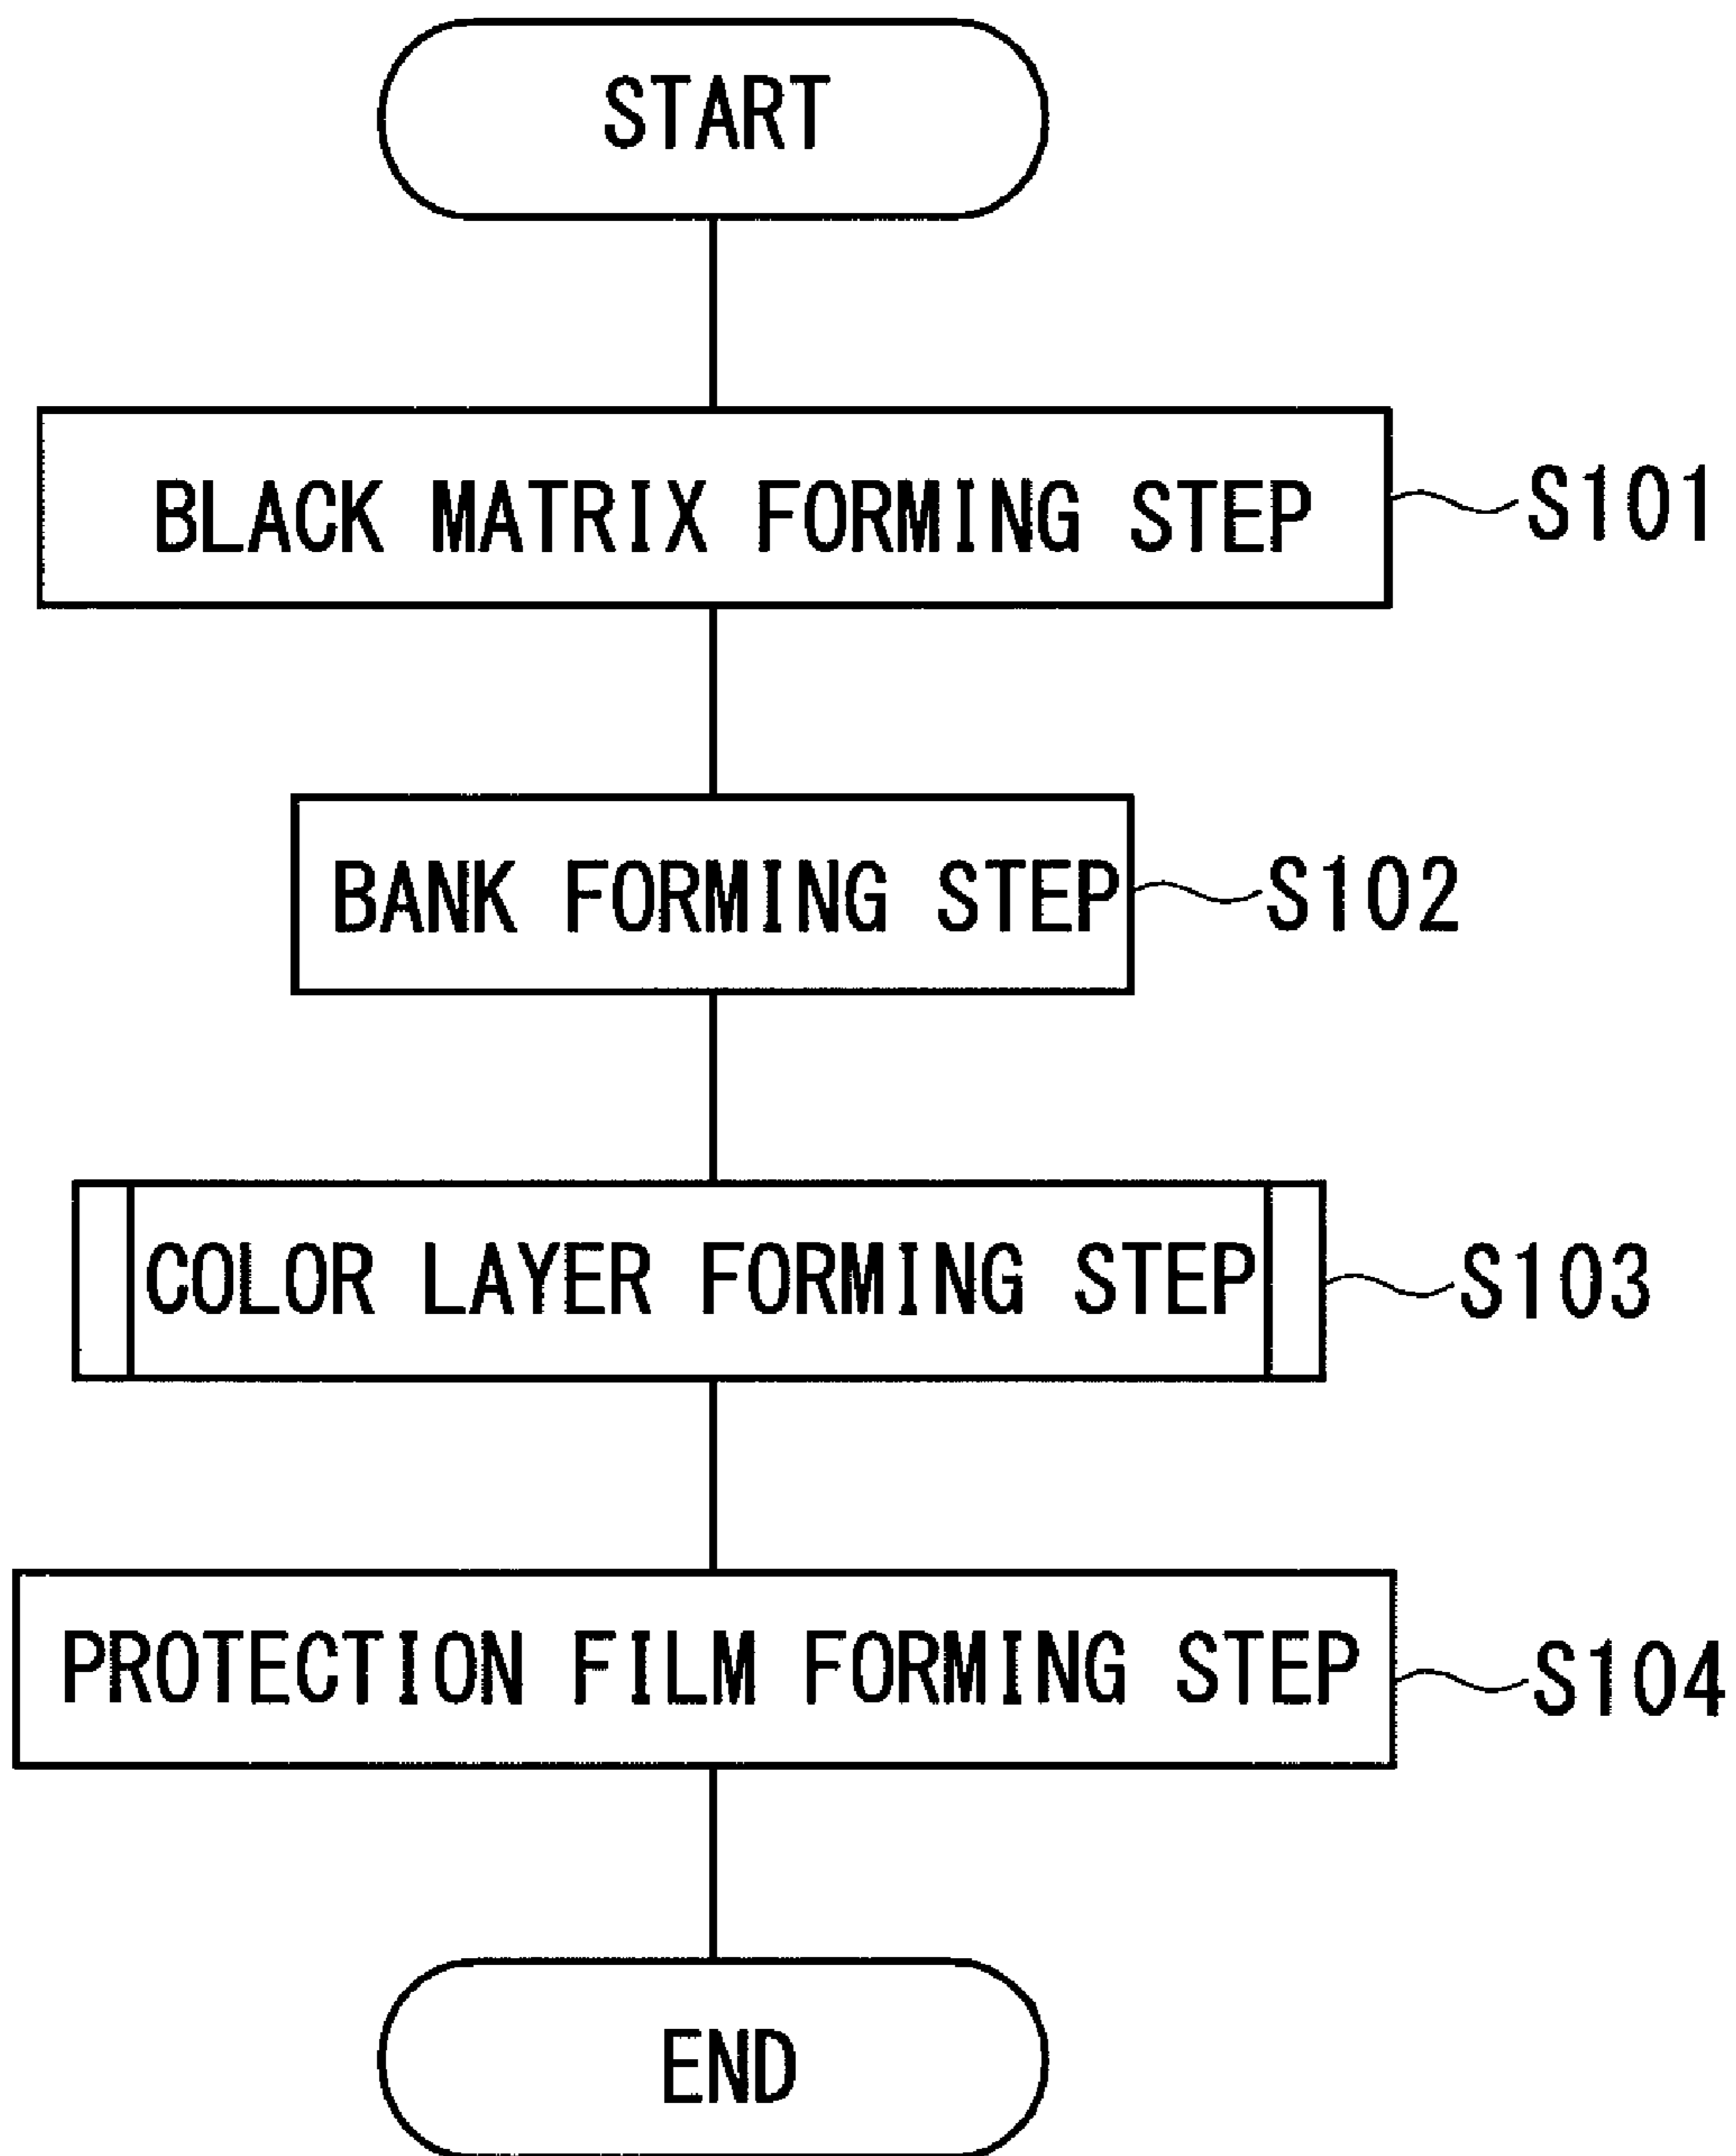 START
BLACK MATRIX FORMING STEP S101
BANK FORMING STEP S102
COLOR LAYER FORMING STEP S103
PROTECTION FILM FORMING STEP S104
END